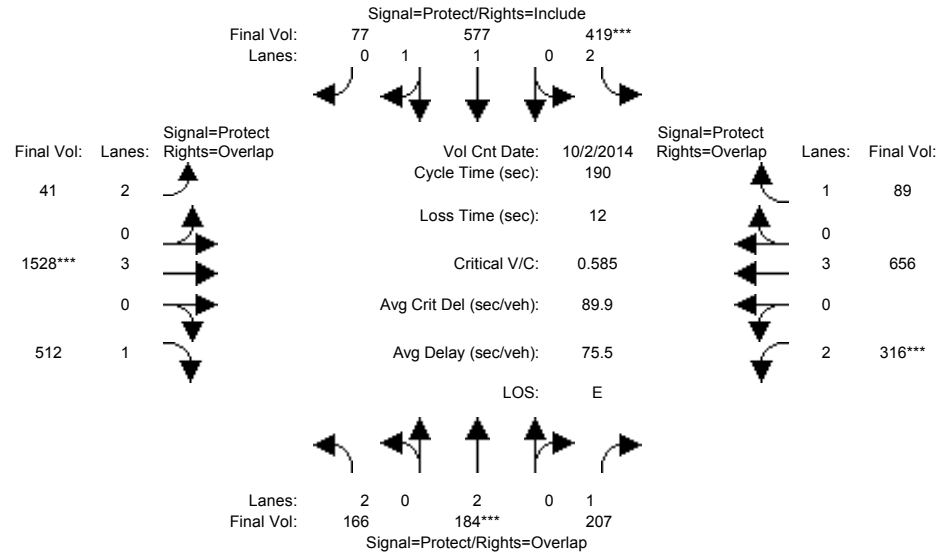 Signal=Protect/Rights=Include
Final Vol: 77 577 419***
Lanes: 0 1 1 0 2
Signal=Protect Signal=Protect
Final Vol: Lanes: Rights=Overlap Vol Cnt Date: 10/2/2014 Rights=Overlap Lanes: Final Vol:
Cycle Time (sec): 190
41 2 1 89
Loss Time (sec): 12
0 0
1528*** 3 Critical V/C: 0.585 3 656
0 Avg Crit Del (sec/veh): 89.9 0
512 1 Avg Delay (sec/veh): 75.5 2 316***
LOS: E
Lanes: 2 0 2 0 1
Final Vol: 166 184*** 207
Signal=Protect/Rights=Overlap